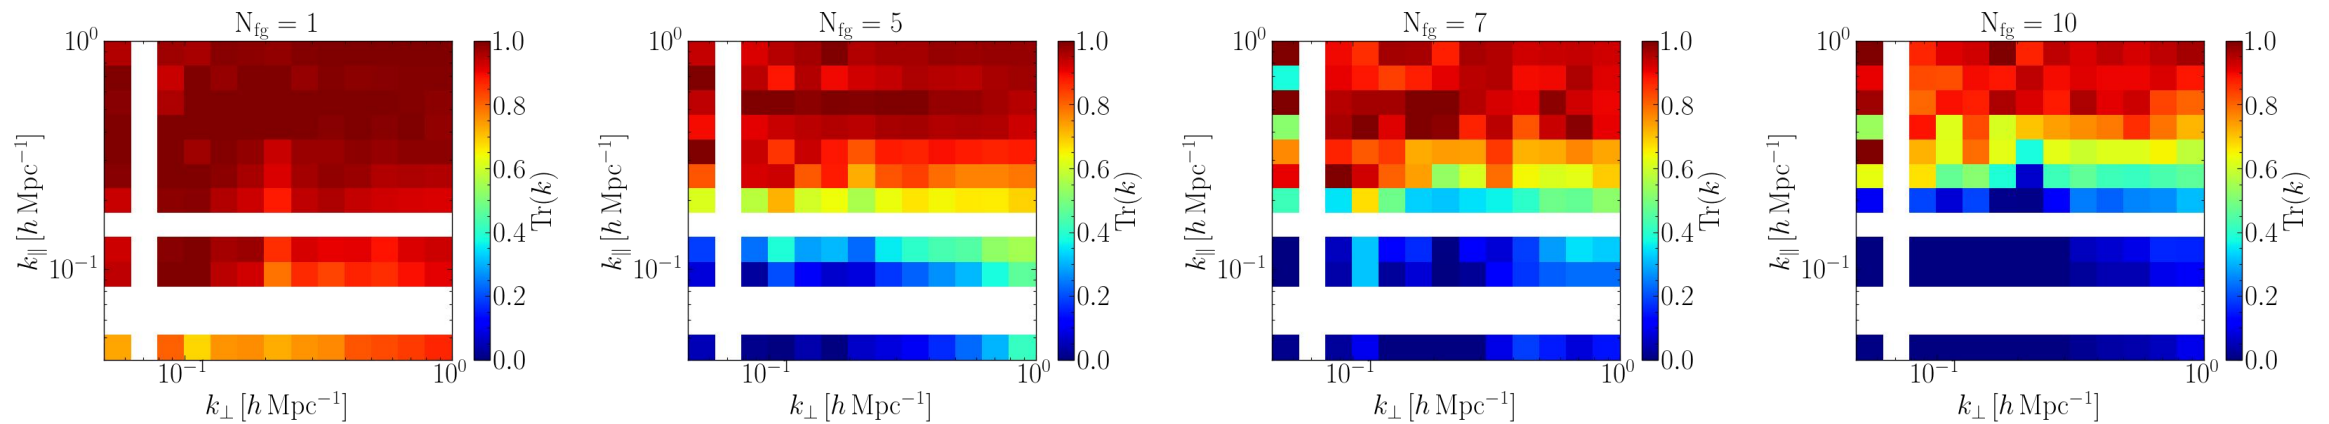 N_fg = 1
10^0
10^−1
k_∥ [h Mpc^−1]
10^−1
10^0
k_⊥ [h Mpc^−1]
1.0
0.8
0.6
0.4
0.2
0.0
Tr(k)
N_fg = 5
10^0
10^−1
k_∥ [h Mpc^−1]
10^−1
10^0
k_⊥ [h Mpc^−1]
1.0
0.8
0.6
0.4
0.2
0.0
Tr(k)
N_fg = 7
10^0
10^−1
k_∥ [h Mpc^−1]
10^−1
10^0
k_⊥ [h Mpc^−1]
1.0
0.8
0.6
0.4
0.2
0.0
Tr(k)
N_fg = 10
10^0
10^−1
k_∥ [h Mpc^−1]
10^−1
10^0
k_⊥ [h Mpc^−1]
1.0
0.8
0.6
0.4
0.2
0.0
Tr(k)